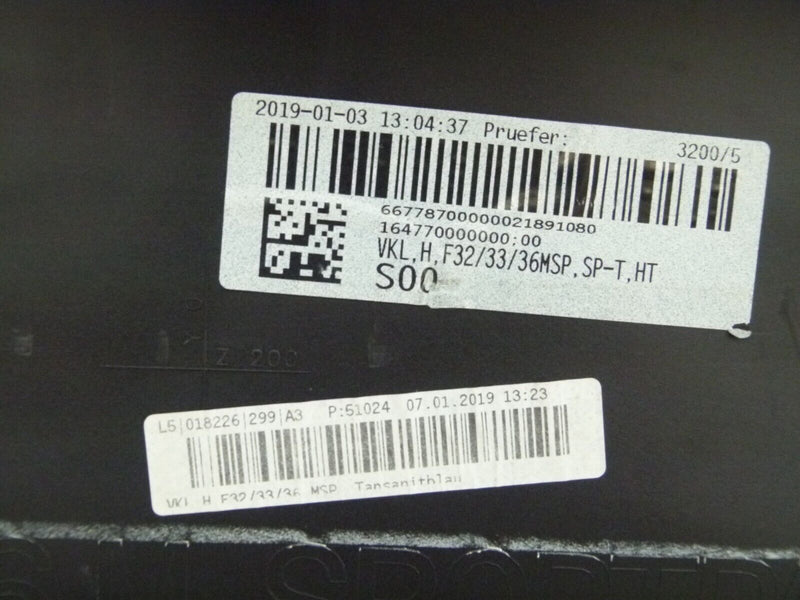 2019-01-03 13:04:37 Pruefer: 3200/5
66778700000021891080
164770000000:00
VKL,H,F32/33/36MSP,SP-T,HT
S00
Z 200
L5|018226|299|A3 P:51024 07.01.2019 13:23
VKL H F32/33/36 MSP Tansanitblau